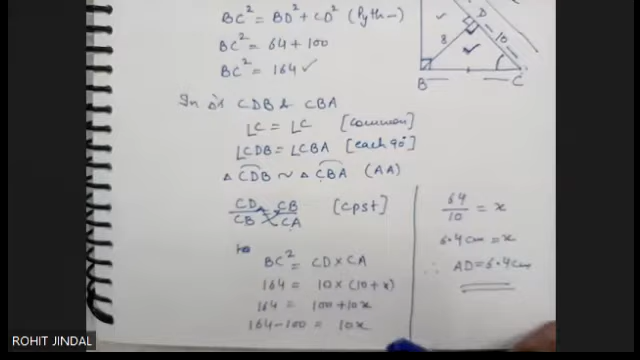 BC² = BD² + CD² (Pyth—)
BC² = 64 + 100
BC² = 164 ✓
In Δ's CDB & CBA
∠C = ∠C [common]
∠CDB = ∠CBA [each 90°]
Δ CDB ~ Δ CBA (AA)
CD/CB = CB/CA [cpst]
BC² = CD × CA
164 = 10 × (10 + x)
164 = 100 + 10x
164 - 100 = 10x
64/10 = x
6.4 cm = x
∴ AD = 6.4 cm
D
8
10
B
C
ROHIT JINDAL